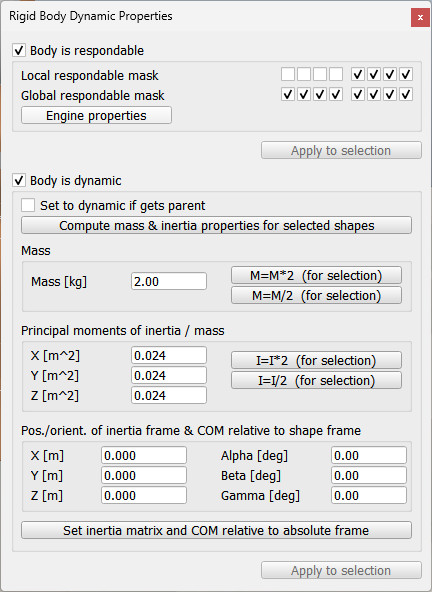 Rigid Body Dynamic Properties
Body is respondable
Local respondable mask
Global respondable mask
Engine properties
Apply to selection
Body is dynamic
Set to dynamic if gets parent
Compute mass & inertia properties for selected shapes
Mass
Mass [kg] 2.00 M=M*2 (for selection)
M=M/2 (for selection)
Principal moments of inertia / mass
X [m^2] 0.024 I=I*2 (for selection)
Y [m^2] 0.024 I=I/2 (for selection)
Z [m^2] 0.024
Pos./orient. of inertia frame & COM relative to shape frame
X [m] 0.000 Alpha [deg] 0.00
Y [m] 0.000 Beta [deg] 0.00
Z [m] 0.000 Gamma [deg] 0.00
Set inertia matrix and COM relative to absolute frame
Apply to selection